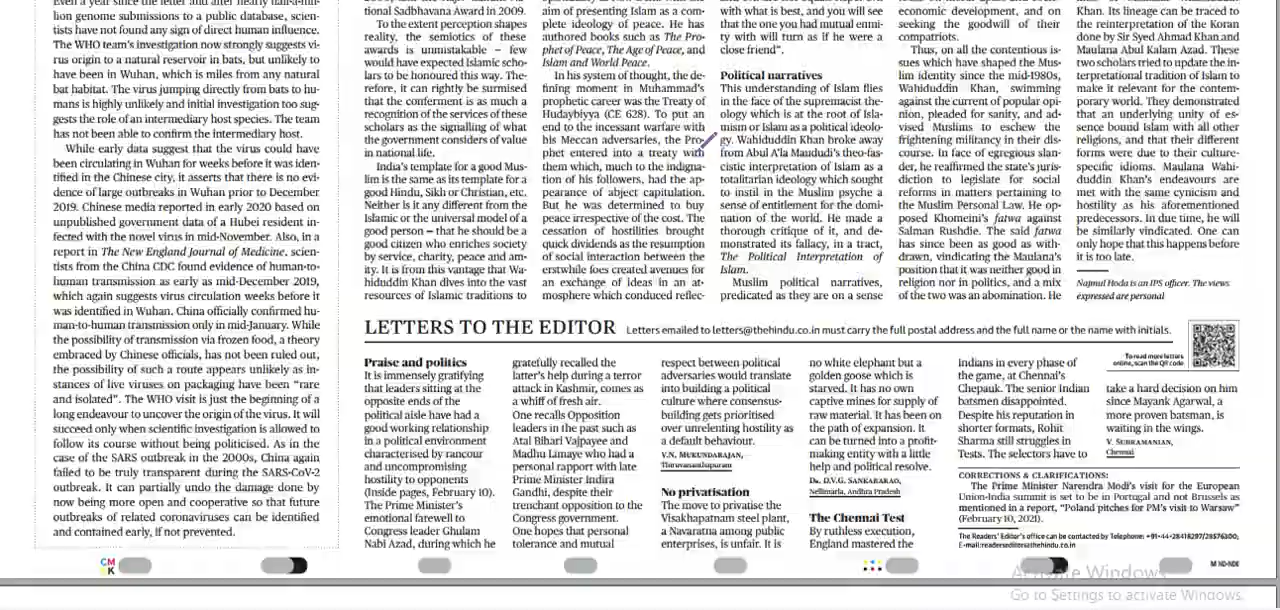 Even a year since the letter and after nearly half-a-mil-
lion genome submissions to a public database, scien-
tists have not found any sign of direct human influence.
The WHO team's investigation now strongly suggests vi-
rus origin to a natural reservoir in bats, but unlikely to
have been in Wuhan, which is miles from any natural
bat habitat. The virus jumping directly from bats to hu-
mans is highly unlikely and initial investigation too sug-
gests the role of an intermediary host species. The team
has not been able to confirm the intermediary host.
While early data suggest that the virus could have
been circulating in Wuhan for weeks before it was iden-
tified in the Chinese city, it asserts that there is no evi-
dence of large outbreaks in Wuhan prior to December
2019. Chinese media reported in early 2020 based on
unpublished government data of a Hubei resident in-
fected with the novel virus in mid-November. Also, in a
report in The New England Journal of Medicine, scien-
tists from the China CDC found evidence of human-to-
human transmission as early as mid-December 2019,
which again suggests virus circulation weeks before it
was identified in Wuhan. China officially confirmed hu-
man-to-human transmission only in mid-January. While
the possibility of transmission via frozen food, a theory
embraced by Chinese officials, has not been ruled out,
the possibility of such a route appears unlikely as in-
stances of live viruses on packaging have been “rare
and isolated”. The WHO visit is just the beginning of a
long endeavour to uncover the origin of the virus. It will
succeed only when scientific investigation is allowed to
follow its course without being politicised. As in the
case of the SARS outbreak in the 2000s, China again
failed to be truly transparent during the SARS-CoV-2
outbreak. It can partially undo the damage done by
now being more open and cooperative so that future
outbreaks of related coronaviruses can be identified
and contained early, if not prevented.
tional Sadbhavana Award in 2009.
To the extent perception shapes
reality, the semiotics of these
awards is unmistakable – few
would have expected Islamic scho-
lars to be honoured this way. The-
refore, it can rightly be surmised
that the conferment is as much a
recognition of the services of these
scholars as the signalling of what
the government considers of value
in national life.
India's template for a good Mus-
lim is the same as its template for a
good Hindu, Sikh or Christian, etc.
Neither is it any different from the
Islamic or the universal model of a
good person – that he should be a
good citizen who enriches society
by service, charity, peace and am-
ity. It is from this vantage that Wa-
hiduddin Khan dives into the vast
resources of Islamic traditions to
aim of presenting Islam as a com-
plete ideology of peace. He has
authored books such as The Pro-
phet of Peace, The Age of Peace, and
Islam and World Peace.
In his system of thought, the de-
fining moment in Muhammad's
prophetic career was the Treaty of
Hudaybiyya (CE 628). To put an
end to the incessant warfare with
his Meccan adversaries, the Pro-
phet entered into a treaty with
them which, much to the indigna-
tion of his followers, had the ap-
pearance of abject capitulation.
But he was determined to buy
peace irrespective of the cost. The
cessation of hostilities brought
quick dividends as the resumption
of social interaction between the
erstwhile foes created avenues for
an exchange of ideas in an at-
mosphere which conduced reflec-
with what is best, and you will see
that the one you had mutual enmi-
ty with will turn as if he were a
close friend”.
Political narratives
This understanding of Islam flies
in the face of the supremacist the-
ology which is at the root of Isla-
mism or Islam as a political ideolo-
gy. Wahiduddin Khan broke away
from Abul A'la Maududi's theo-fas-
cistic interpretation of Islam as a
totalitarian ideology which sought
to instil in the Muslim psyche a
sense of entitlement for the domi-
nation of the world. He made a
thorough critique of it, and de-
monstrated its fallacy, in a tract,
The Political Interpretation of
Islam.
Muslim political narratives,
predicated as they are on a sense
economic development, and on
seeking the goodwill of their
compatriots.
Thus, on all the contentious is-
sues which have shaped the Mus-
lim identity since the mid-1980s,
Wahiduddin Khan, swimming
against the current of popular opi-
nion, pleaded for sanity, and ad-
vised Muslims to eschew the
frightening militancy in their dis-
course. In face of egregious slan-
der, he reaffirmed the state's juris-
diction to legislate for social
reforms in matters pertaining to
the Muslim Personal Law. He op-
posed Khomeini's fatwa against
Salman Rushdie. The said fatwa
has since been as good as with-
drawn, vindicating the Maulana's
position that it was neither good in
religion nor in politics, and a mix
of the two was an abomination. He
Khan. Its lineage can be traced to
the reinterpretation of the Koran
done by Sir Syed Ahmad Khan and
Maulana Abul Kalam Azad. These
two scholars tried to update the in-
terpretational tradition of Islam to
make it relevant for the contem-
porary world. They demonstrated
that an underlying unity of es-
sence bound Islam with all other
religions, and that their different
forms were due to their culture-
specific idioms. Maulana Wahi-
duddin Khan's endeavours are
met with the same cynicism and
hostility as his aforementioned
predecessors. In due time, he will
be similarly vindicated. One can
only hope that this happens before
it is too late.
Najmul Hoda is an IPS officer. The views
expressed are personal
LETTERS TO THE EDITOR Letters emailed to letters@thehindu.co.in must carry the full postal address and the full name or the name with initials.
To read more letters
online, scan the QR code
Praise and politics
It is immensely gratifying
that leaders sitting at the
opposite ends of the
political aisle have had a
good working relationship
in a political environment
characterised by rancour
and uncompromising
hostility to opponents
(Inside pages, February 10).
The Prime Minister's
emotional farewell to
Congress leader Ghulam
Nabi Azad, during which he
gratefully recalled the
latter's help during a terror
attack in Kashmir, comes as
a whiff of fresh air.
One recalls Opposition
leaders in the past such as
Atal Bihari Vajpayee and
Madhu Limaye who had a
personal rapport with late
Prime Minister Indira
Gandhi, despite their
trenchant opposition to the
Congress government.
One hopes that personal
tolerance and mutual
respect between political
adversaries would translate
into building a political
culture where consensus-
building gets prioritised
over unrelenting hostility as
a default behaviour.
V.N. MUKUNDARAJAN,
Thiruvananthapuram
No privatisation
The move to privatise the
Visakhapatnam steel plant,
a Navaratna among public
enterprises, is unfair. It is
no white elephant but a
golden goose which is
starved. It has no own
captive mines for supply of
raw material. It has been on
the path of expansion. It
can be turned into a profit-
making entity with a little
help and political resolve.
Dr. D.V.G. SANKARARAO,
Nellimarla, Andhra Pradesh
The Chennai Test
By ruthless execution,
England mastered the
Indians in every phase of
the game, at Chennai's
Chepauk. The senior Indian
batsmen disappointed.
Despite his reputation in
shorter formats, Rohit
Sharma still struggles in
Tests. The selectors have to
take a hard decision on him
since Mayank Agarwal, a
more proven batsman, is
waiting in the wings.
V. SUBRAMANIAN,
Chennai
CORRECTIONS & CLARIFICATIONS:
The Prime Minister Narendra Modi's visit for the European
Union-India summit is set to be in Portugal and not Brussels as
mentioned in a report, “Poland pitches for PM's visit to Warsaw”
(February 10, 2021).
The Readers' Editor's office can be contacted by Telephone: +91-44-28418297/28576300;
E-mail:readerseditor@thehindu.co.in
CM
K
M ND-NDE
Activate Windows
Go to Settings to activate Windows.